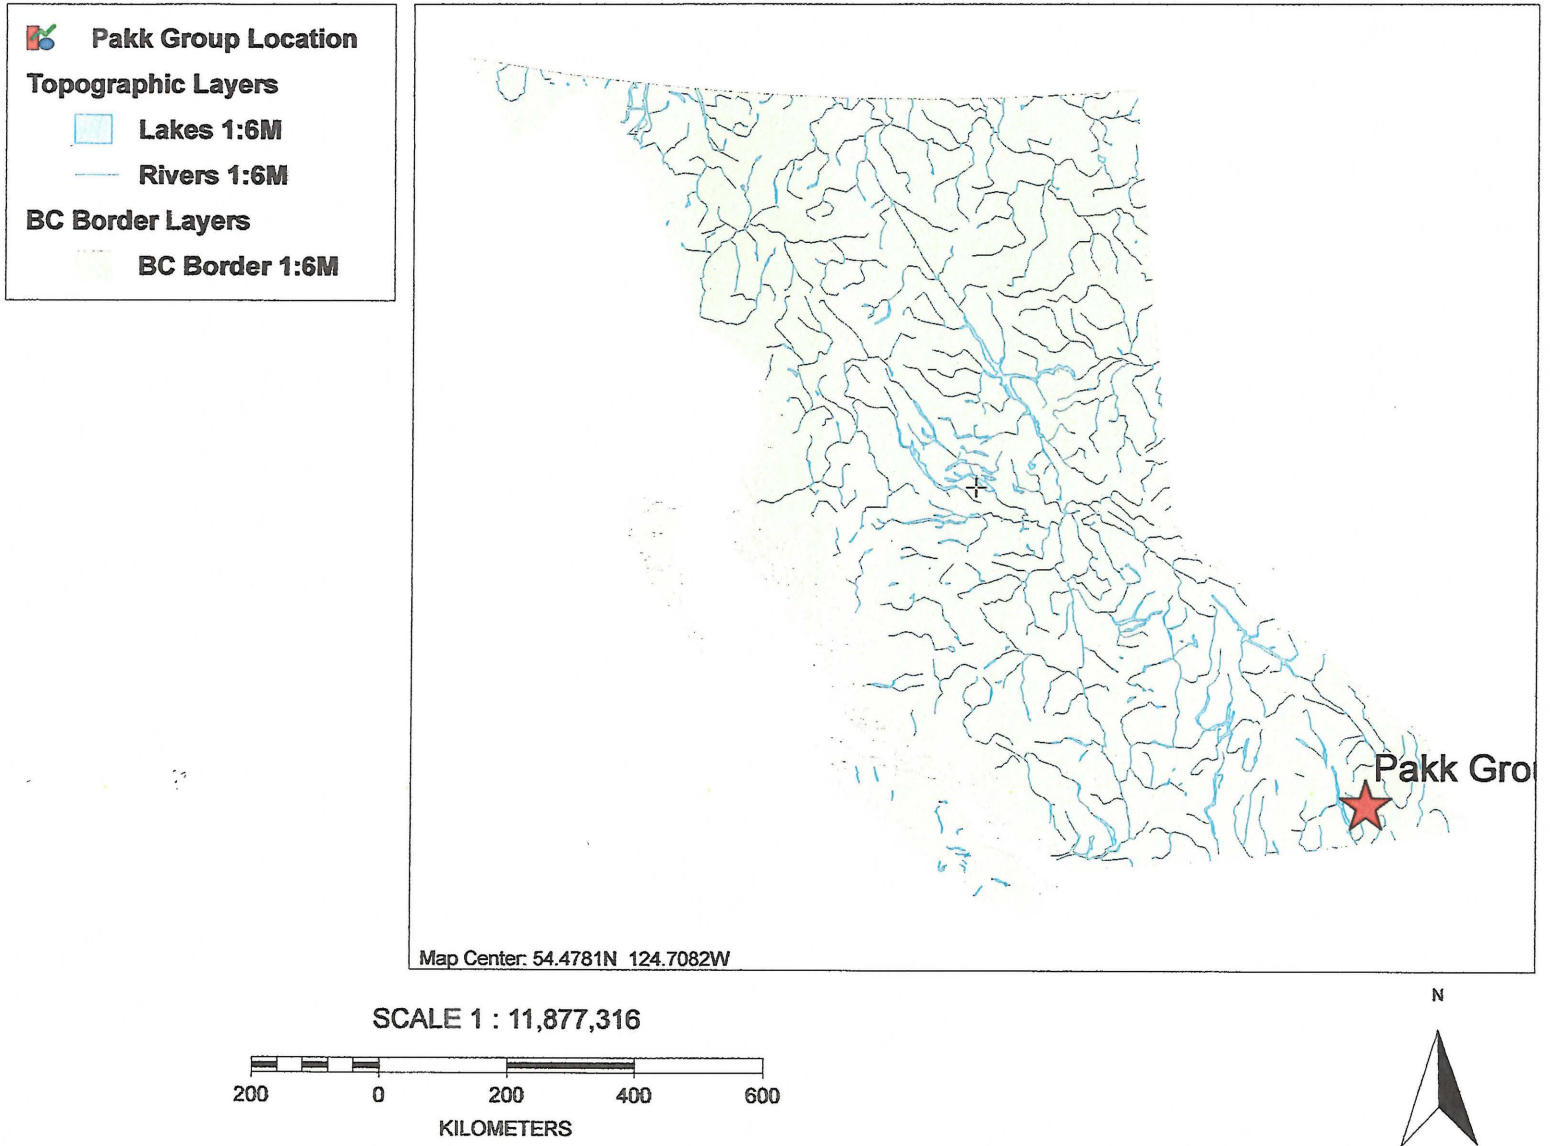 Pakk Group Location
Topographic Layers
Lakes 1:6M
Rivers 1:6M
BC Border Layers
BC Border 1:6M
Pakk Grou
Map Center: 54.4781N 124.7082W
SCALE 1 : 11,877,316
200 0 200 400 600
KILOMETERS
N